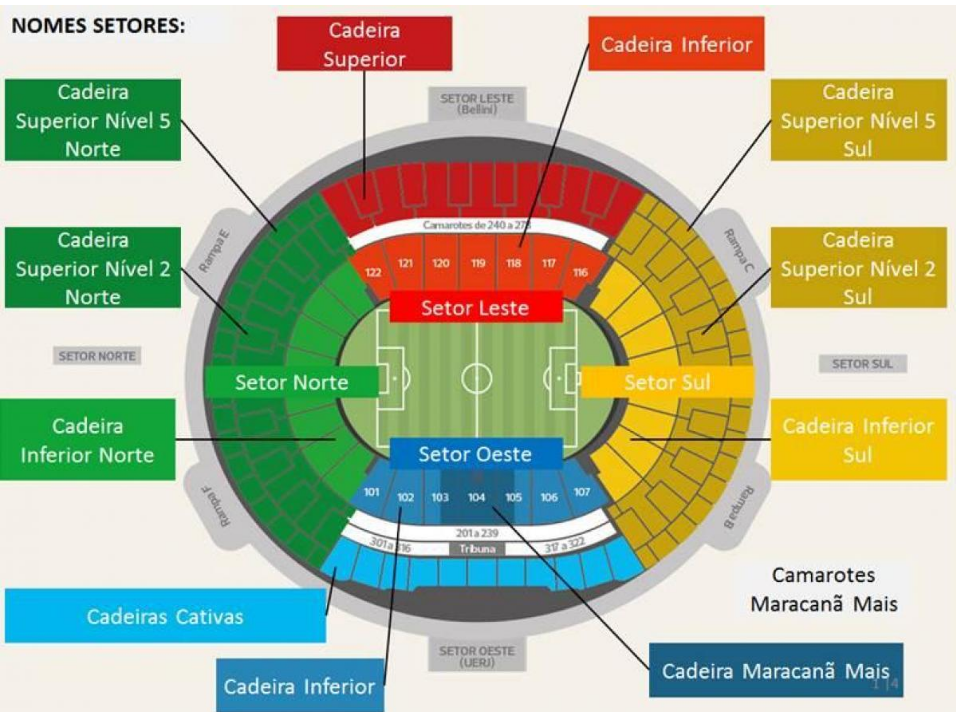 NOMES SETORES:
Cadeira
Superior
Cadeira Inferior
Cadeira
Superior Nível 5
Norte
SETOR LESTE
(Bellini)
Cadeira
Superior Nível 5
Sul
Camarotes de 240 a 273
Rampa E
Rampa C
Cadeira
Superior Nível 2
Norte
122
121
120
119
118
117
116
Cadeira
Superior Nível 2
Sul
Setor Leste
SETOR NORTE
SETOR SUL
Setor Norte
Setor Sul
Cadeira
Inferior Norte
Setor Oeste
Cadeira Inferior
Sul
101
102
103
104
105
106
107
Rampa F
Rampa B
201 a 239
301 a 316
Tribuna
317 a 322
Camarotes
Maracanã Mais
Cadeiras Cativas
SETOR OESTE
(UERJ)
Cadeira Inferior
Cadeira Maracanã Mais
1 |4